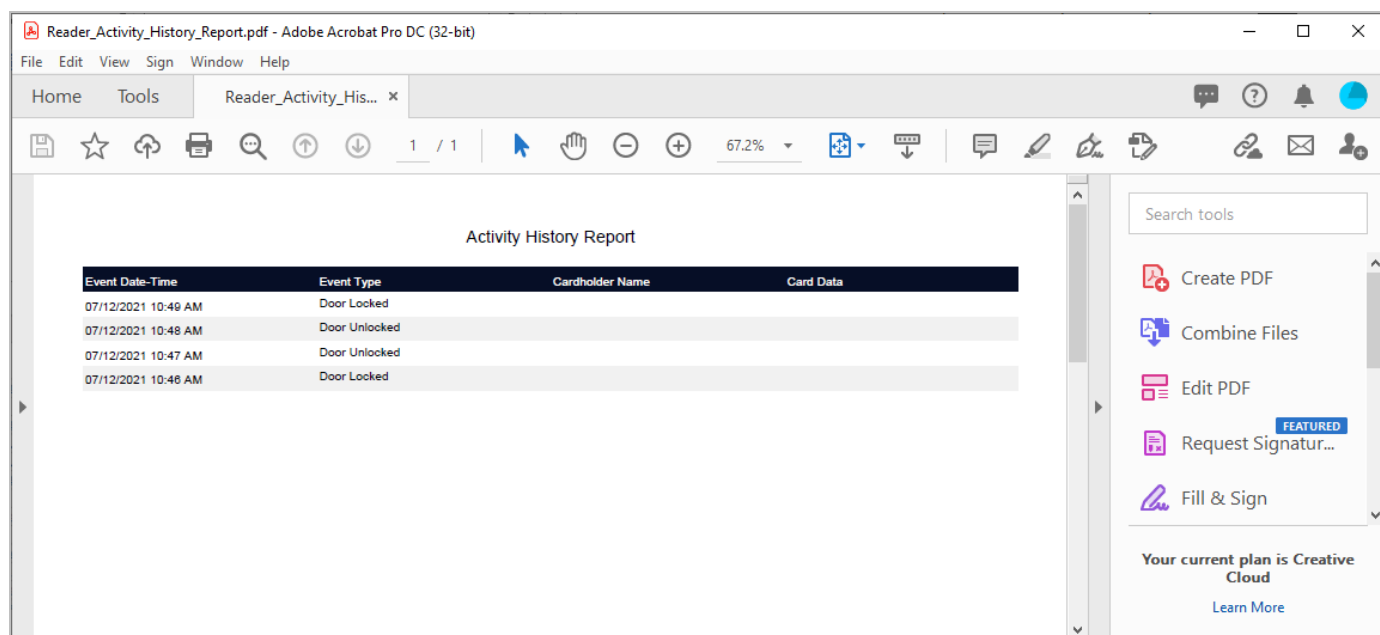 Reader_Activity_History_Report.pdf - Adobe Acrobat Pro DC (32-bit)
File Edit View Sign Window Help
Home Tools Reader_Activity_His... ×
1 / 1 67.2%
Search tools
Activity History Report
Event Date-Time Event Type Cardholder Name Card Data
07/12/2021 10:49 AM Door Locked
07/12/2021 10:48 AM Door Unlocked
07/12/2021 10:47 AM Door Unlocked
07/12/2021 10:46 AM Door Locked
Create PDF
Combine Files
Edit PDF
FEATURED
Request Signatur...
Fill & Sign
Your current plan is Creative
Cloud
Learn More